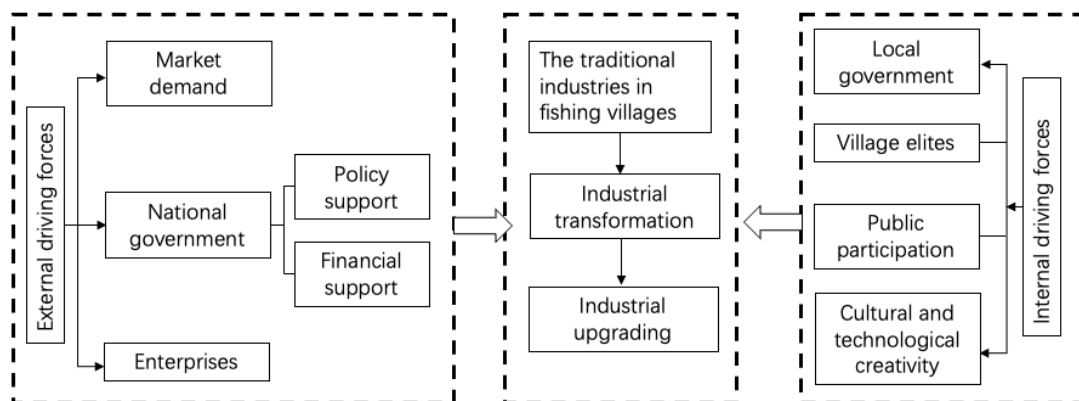 External driving forces
Market
demand
National
government
Policy
support
Financial
support
Enterprises
The traditional
industries in
fishing villages
Industrial
transformation
Industrial
upgrading
Local
government
Village elites
Public
participation
Cultural and
technological
creativity
Internal driving forces